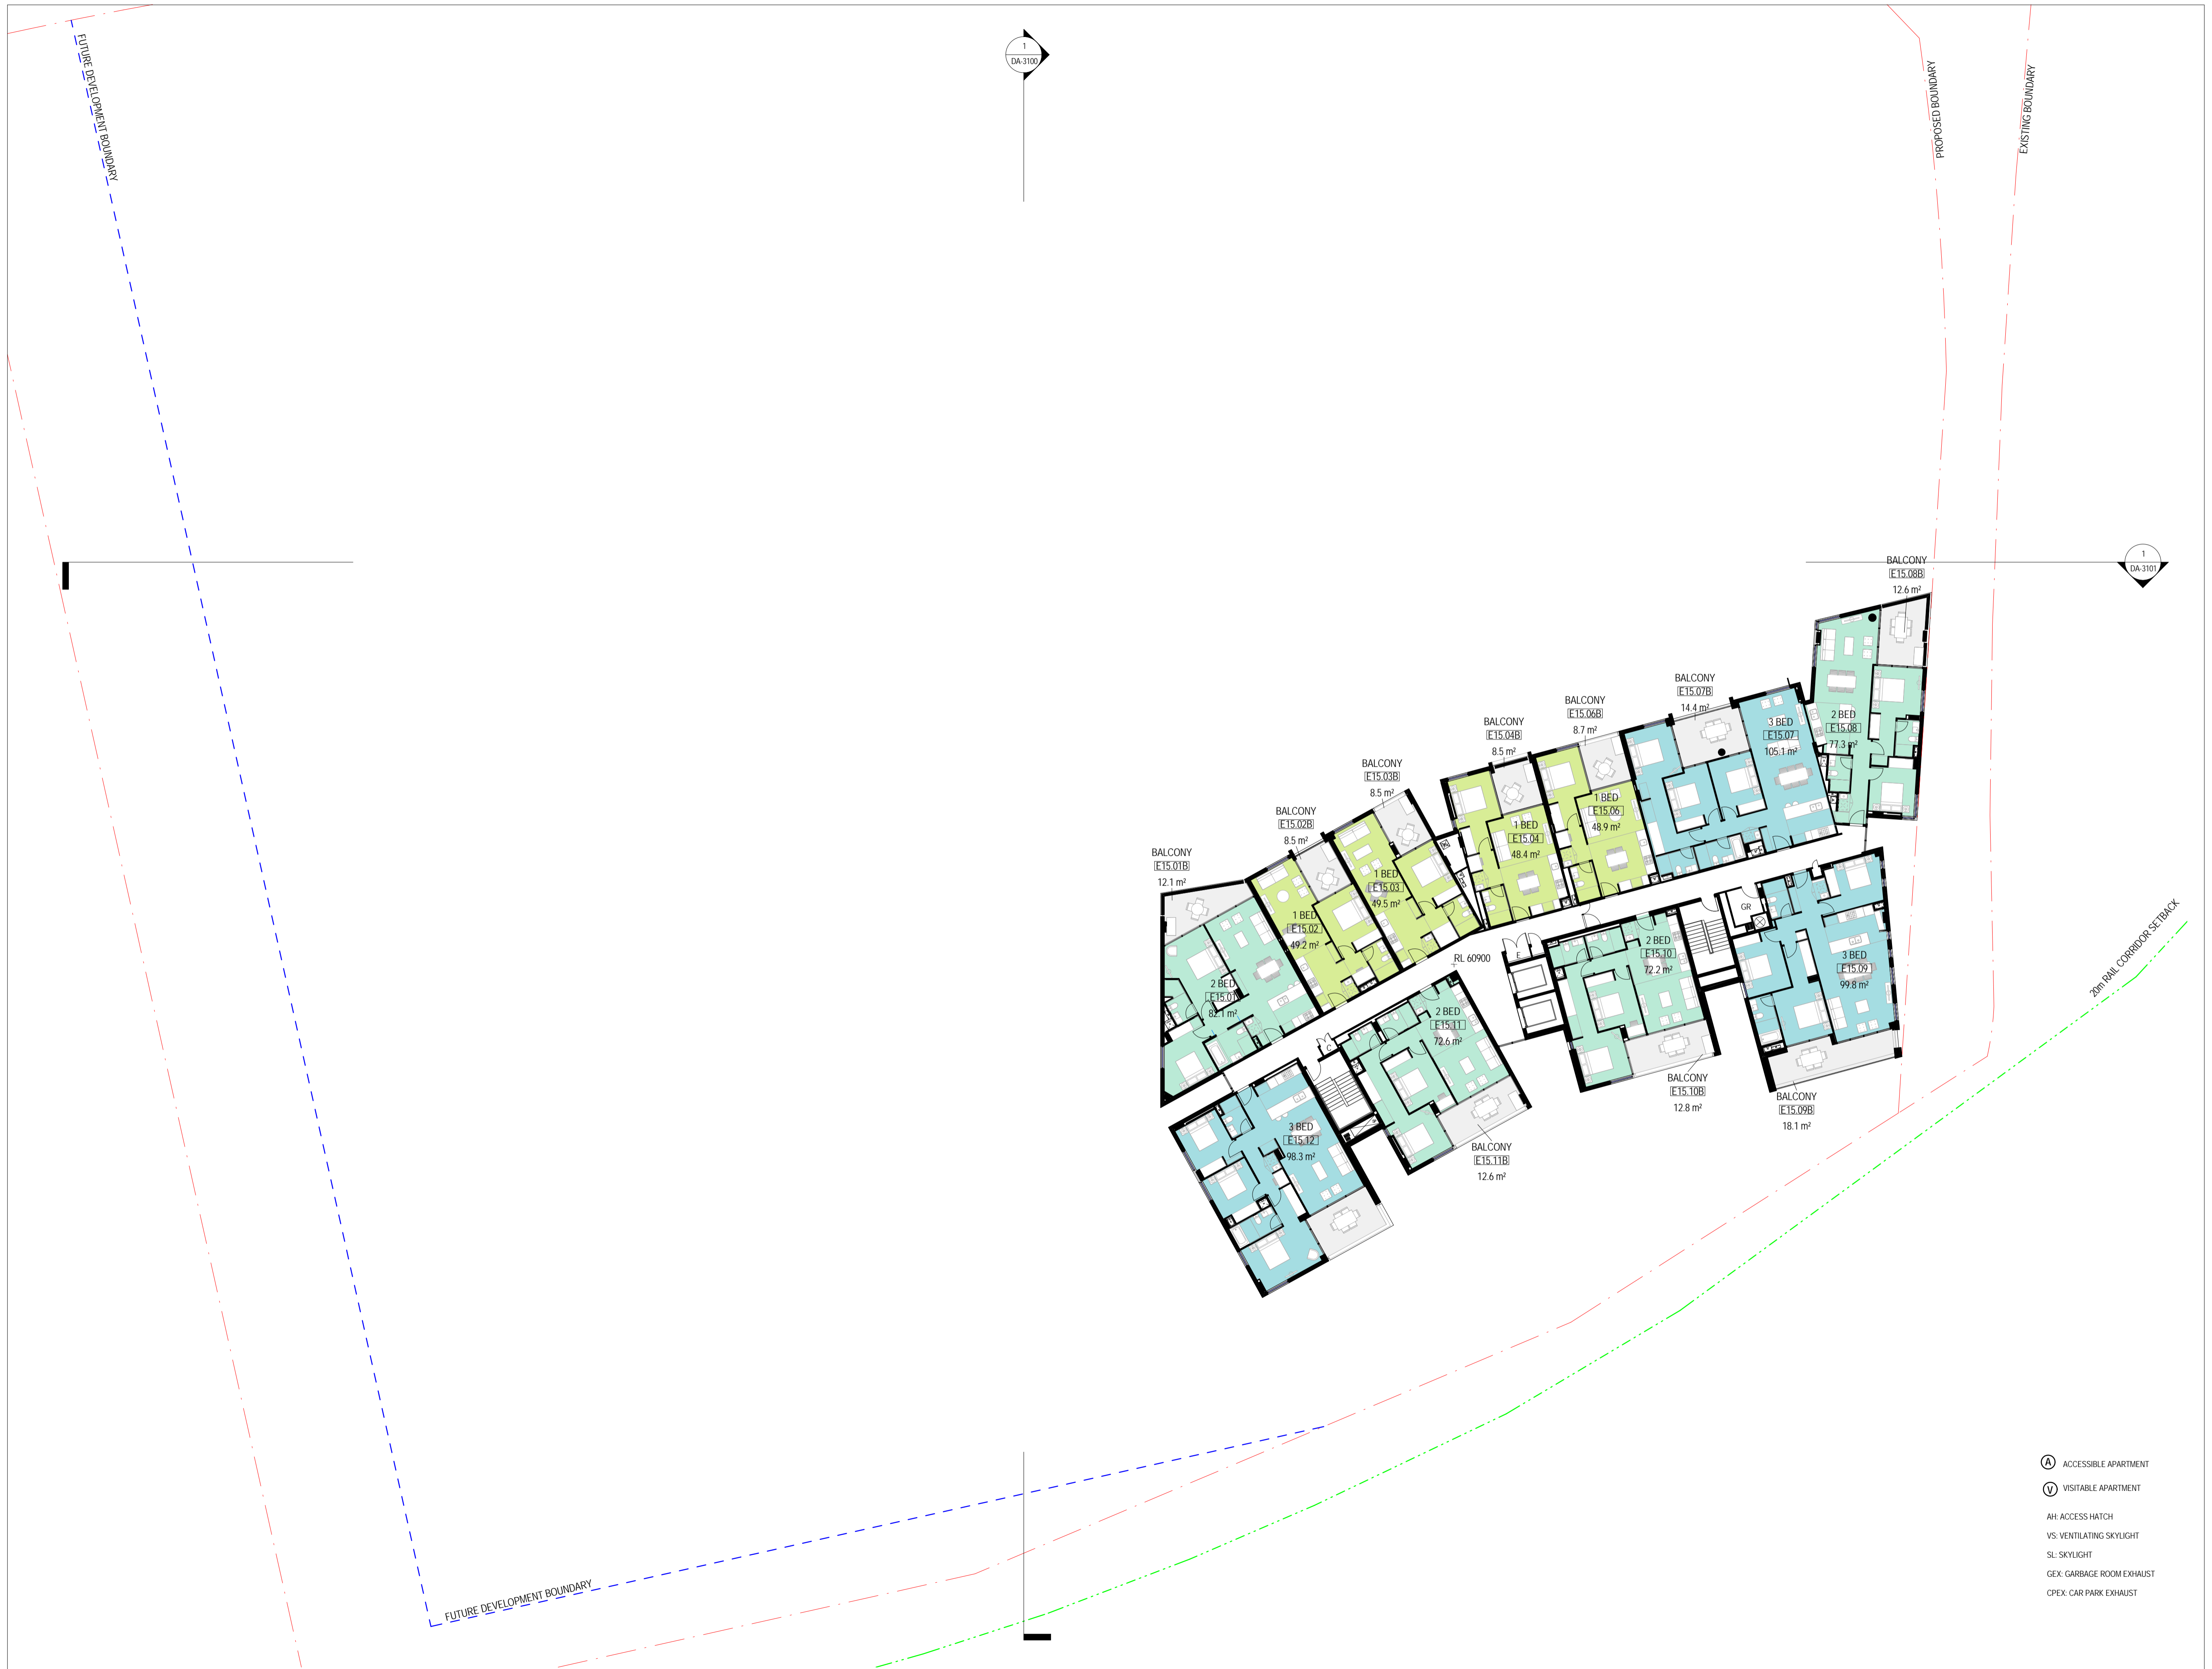 FUTURE DEVELOPMENT BOUNDARY
1
DA-3100
PROPOSED BOUNDARY
EXISTING BOUNDARY
1
DA-3101
BALCONY
E15.08B
12.6 m²
BALCONY
E15.07B
14.4 m²
BALCONY
E15.06B
8.7 m²
BALCONY
E15.04B
8.5 m²
BALCONY
E15.03B
8.5 m²
BALCONY
E15.02B
8.5 m²
BALCONY
E15.01B
12.1 m²
2 BED
E15.08
77.3 m²
3 BED
E15.07
105.1 m²
1 BED
E15.06
48.9 m²
1 BED
E15.04
48.4 m²
1 BED
E15.03
49.5 m²
1 BED
E15.02
49.2 m²
2 BED
E15.01
82.1 m²
GR
E
RL 60900
2 BED
E15.10
72.2 m²
3 BED
E15.09
99.8 m²
2 BED
E15.11
72.6 m²
C
3 BED
E15.12
98.3 m²
BALCONY
E15.10B
12.8 m²
BALCONY
E15.09B
18.1 m²
BALCONY
E15.11B
12.6 m²
20m RAIL CORRIDOR SETBACK
FUTURE DEVELOPMENT BOUNDARY
A ACCESSIBLE APARTMENT
V VISITABLE APARTMENT
AH: ACCESS HATCH
VS: VENTILATING SKYLIGHT
SL: SKYLIGHT
GEX: GARBAGE ROOM EXHAUST
CPEX: CAR PARK EXHAUST